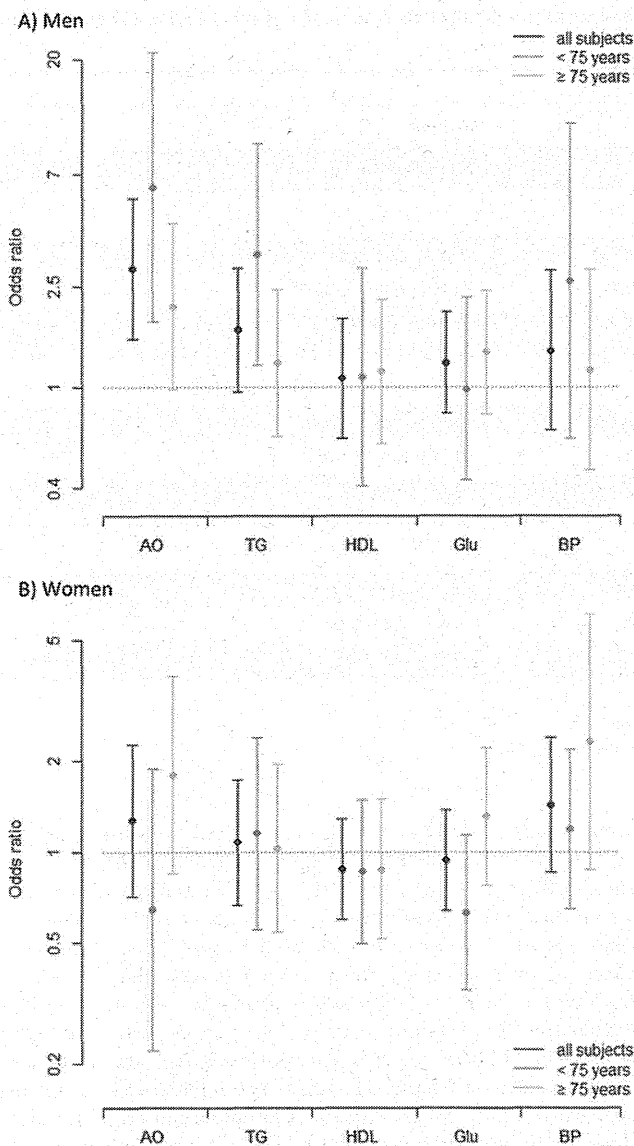 A) Men
all subjects
< 75 years
≥ 75 years
20
7
2.5
1
0.4
Odds ratio
AO TG HDL Glu BP
B) Women
5
2
1
0.5
0.2
Odds ratio
all subjects
< 75 years
≥ 75 years
AO TG HDL Glu BP